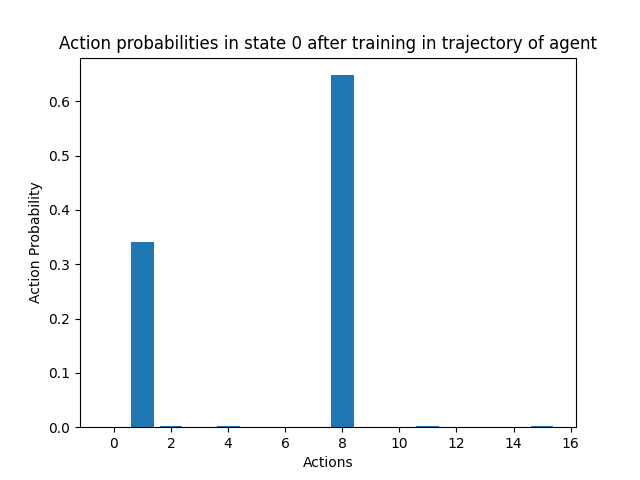 Action probabilities in state 0 after training in trajectory of agent
Action Probability
0.6
0.5
0.4
0.3
0.2
0.1
0.0
0 2 4 6 8 10 12 14 16
Actions